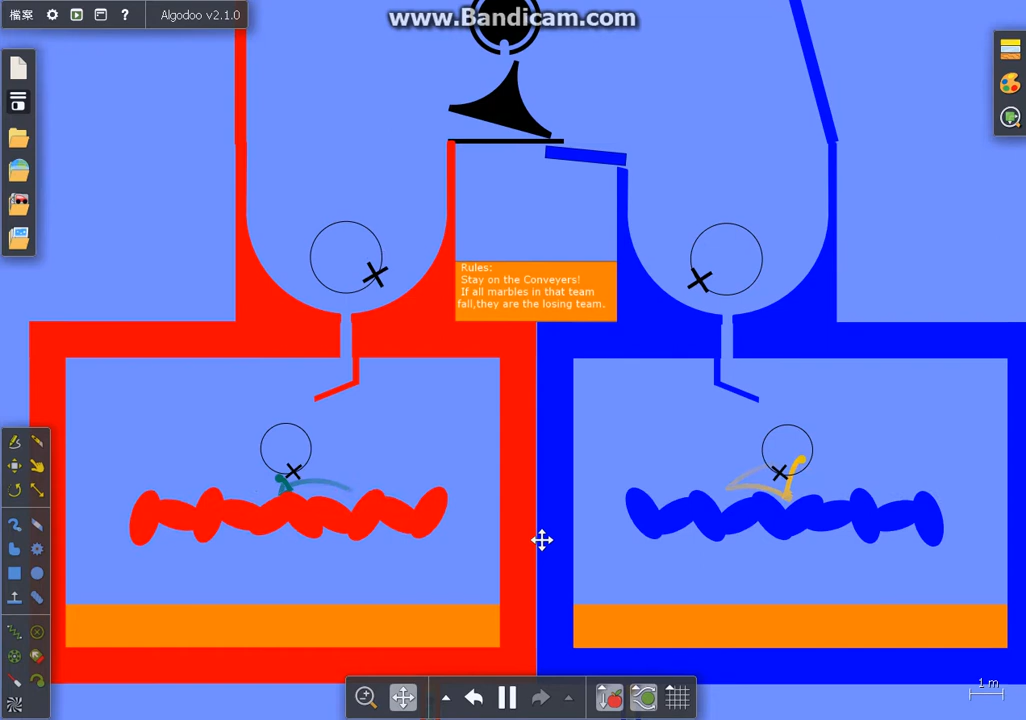 www.Bandicam.com
檔案
?
Algodoo v2.1.0
Rules:
Stay on the Conveyers!
If all marbles in that team
fall,they are the losing team.
1 m